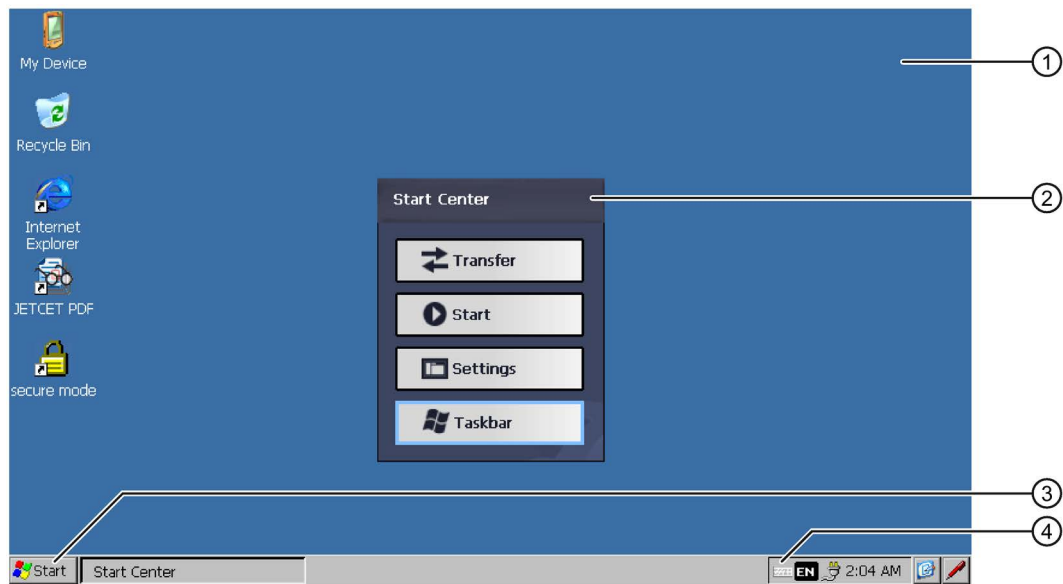 My Device
Recycle Bin
Internet
Explorer
JETCET PDF
secure mode
Start Center
Transfer
Start
Settings
Taskbar
1
2
3
4
Start
Start Center
EN
2:04 AM